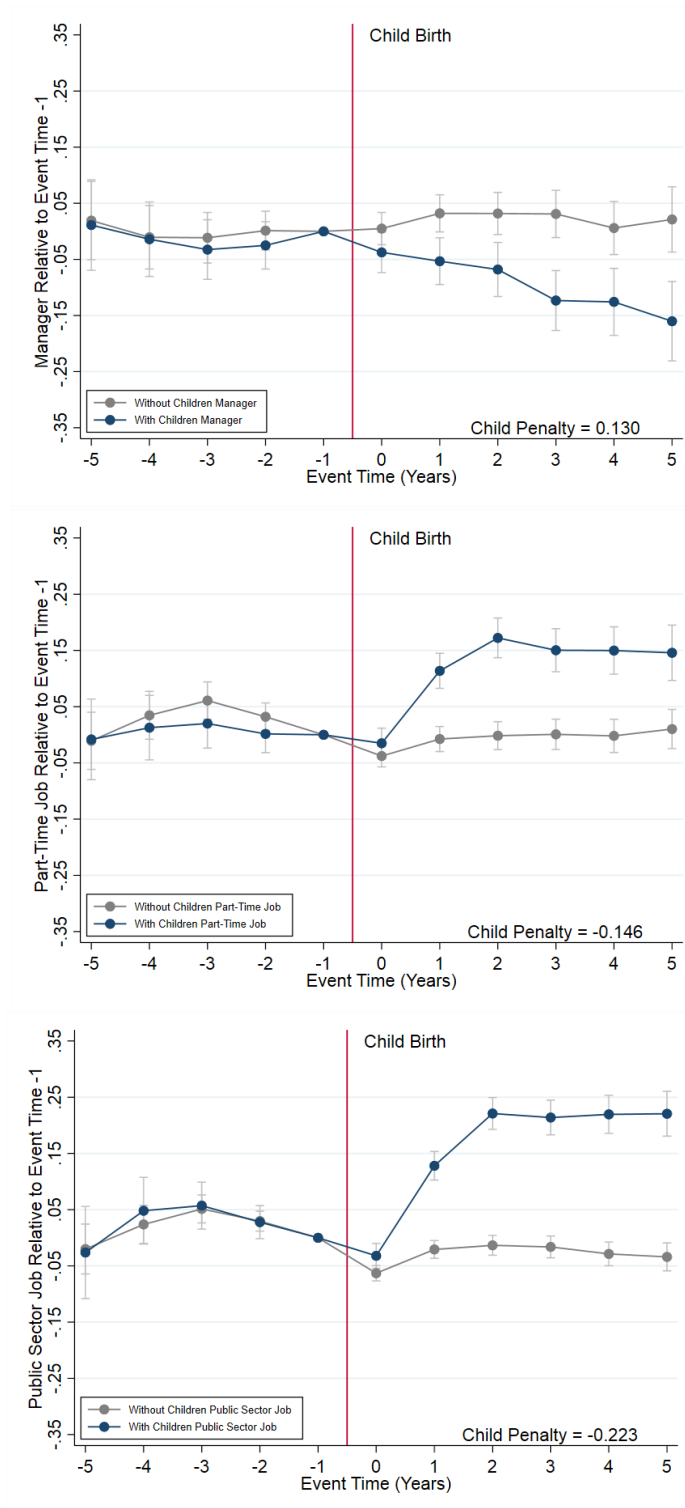 Child Birth
Manager Relative to Event Time -1
.35
.25
.15
.05
-.05
-.15
-.25
-.35
Without Children Manager
With Children Manager
Child Penalty = 0.130
-5 -4 -3 -2 -1 0 1 2 3 4 5
Event Time (Years)
Child Birth
Part-Time Job Relative to Event Time -1
.35
.25
.15
.05
-.05
-.15
-.25
-.35
Without Children Part-Time Job
With Children Part-Time Job
Child Penalty = -0.146
-5 -4 -3 -2 -1 0 1 2 3 4 5
Event Time (Years)
Child Birth
Public Sector Job Relative to Event Time -1
.35
.25
.15
.05
-.05
-.15
-.25
-.35
Without Children Public Sector Job
With Children Public Sector Job
Child Penalty = -0.223
-5 -4 -3 -2 -1 0 1 2 3 4 5
Event Time (Years)